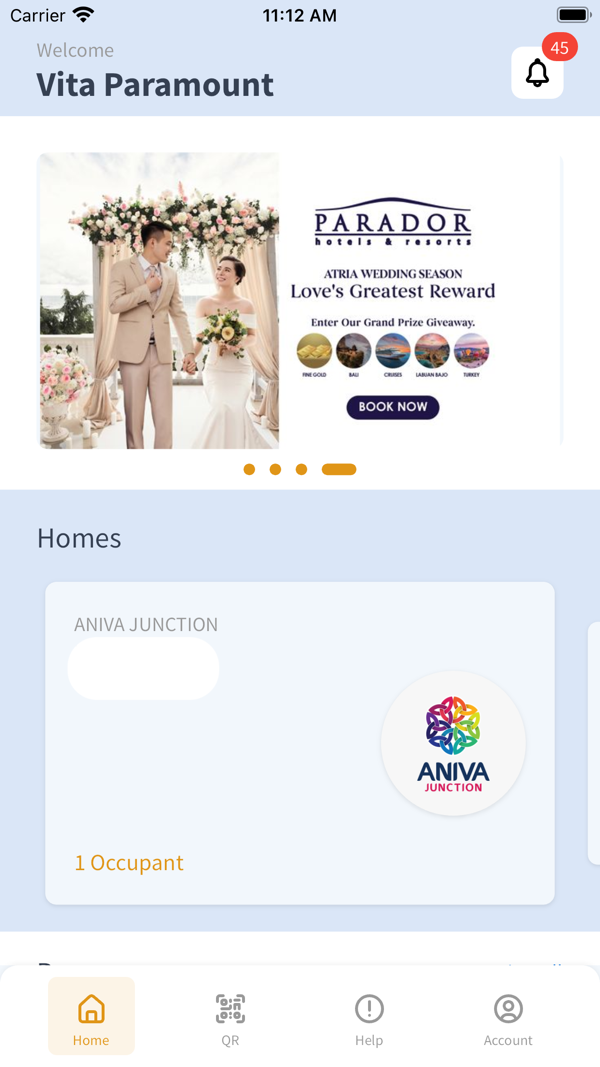 Carrier
11:12 AM
Welcome
Vita Paramount
45
PARADOR
hotels & resorts
ATRIA WEDDING SEASON
Love's Greatest Reward
Enter Our Grand Prize Giveaway.
FINE GOLD
BALI
CRUISES
LABUAN BAJO
TURKEY
BOOK NOW
Homes
ANIVA JUNCTION
ANIVA
JUNCTION
1 Occupant
Home
QR
Help
Account